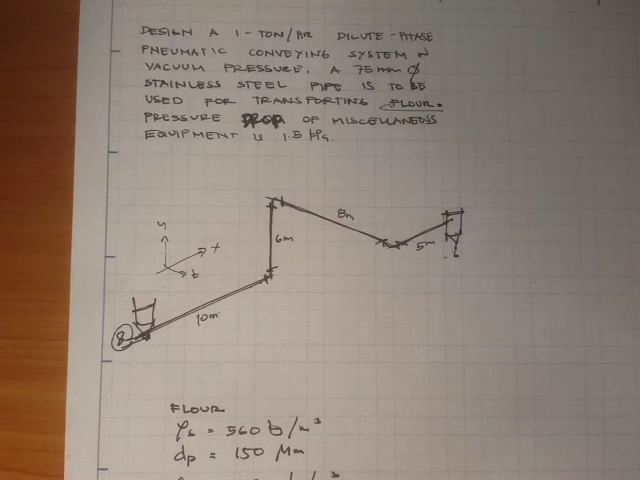 DESIGN A 1-TON/HR DILUTE-PHASE
PNEUMATIC CONVEYING SYSTEM IN
VACUUM PRESSURE. A 75mm ϕ
STAINLESS STEEL PIPE IS TO BE
USED FOR TRANSPORTING FLOUR.
PRESSURE DROP OF MISCELLANEOUS
EQUIPMENT IS 1.5 kPa.
8m
6m
5m
y
x
z
10m
FLOUR
ρs = 560 kg/m³
dp = 150 μm